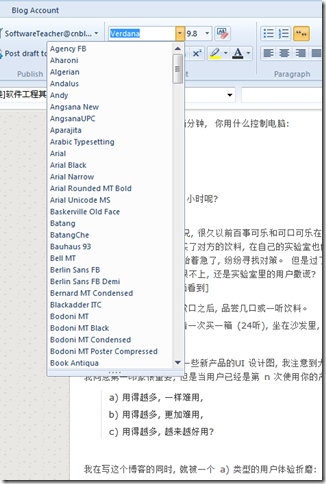 Blog Account
SoftwareTeacher@cnbl...
Verdana
9.8
Post draft to
Publish
Paragraph
Agency FB
Aharoni
Algerian
Andalus
Andy
Angsana New
AngsanaUPC
Aparajita
Arabic Typesetting
Arial
Arial Black
Arial Narrow
Arial Rounded MT Bold
Arial Unicode MS
Baskerville Old Face
Batang
BatangChe
Bauhaus 93
Bell MT
Berlin Sans FB
Berlin Sans FB Demi
Bernard MT Condensed
Blackadder ITC
Bodoni MT
Bodoni MT Black
Bodoni MT Condensed
Bodoni MT Poster Compressed
Book Antiqua
]软件工程其
分钟, 你用什么控制电脑:
小时呢?
况, 很久以前百事可乐和可口可乐在
了对方的饮料, 在自己的实验室也
着急了, 纷纷寻找对策。 但是过了
不上, 还是实验室里的用户撒谎?
看到]
口之后, 品尝几口或一听饮料。
一次买一箱 (24听), 坐在沙发里,
一些新产品的UI 设计图, 我注意到
第一印象很重要, 但是当用户已经是第 n 次使用你的
a) 用得越多, 一样难用,
b) 用得越多, 更加难用,
c) 用得越多, 越来越好用?
我在写这个博客的同时, 就被一个 a) 类型的用户体验折磨: